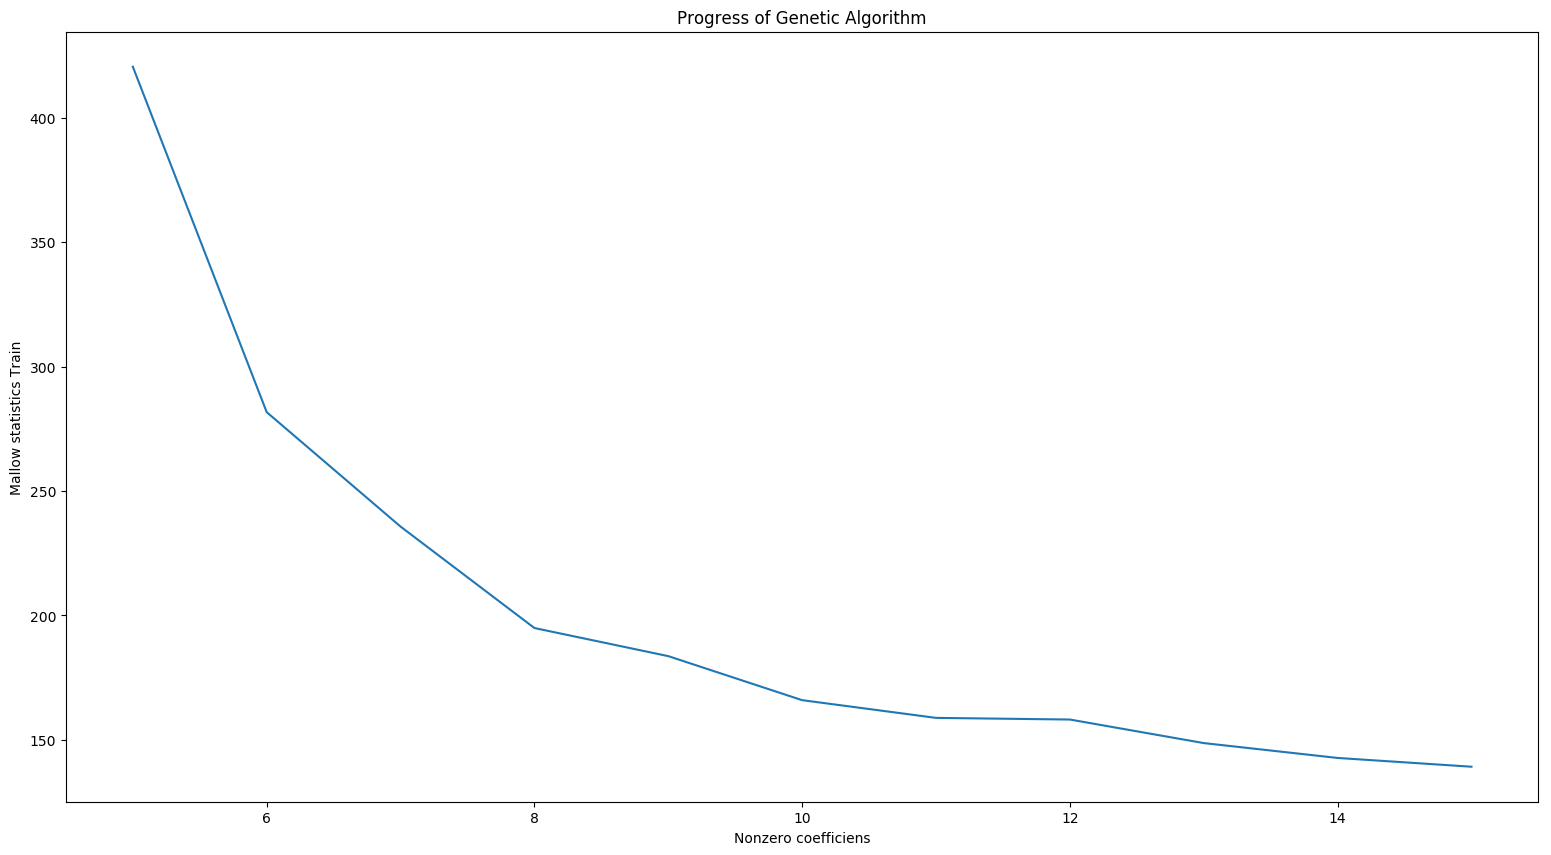 Progress of Genetic Algorithm
Mallow statistics Train
400
350
300
250
200
150
6 8 10 12 14
Nonzero coefficiens